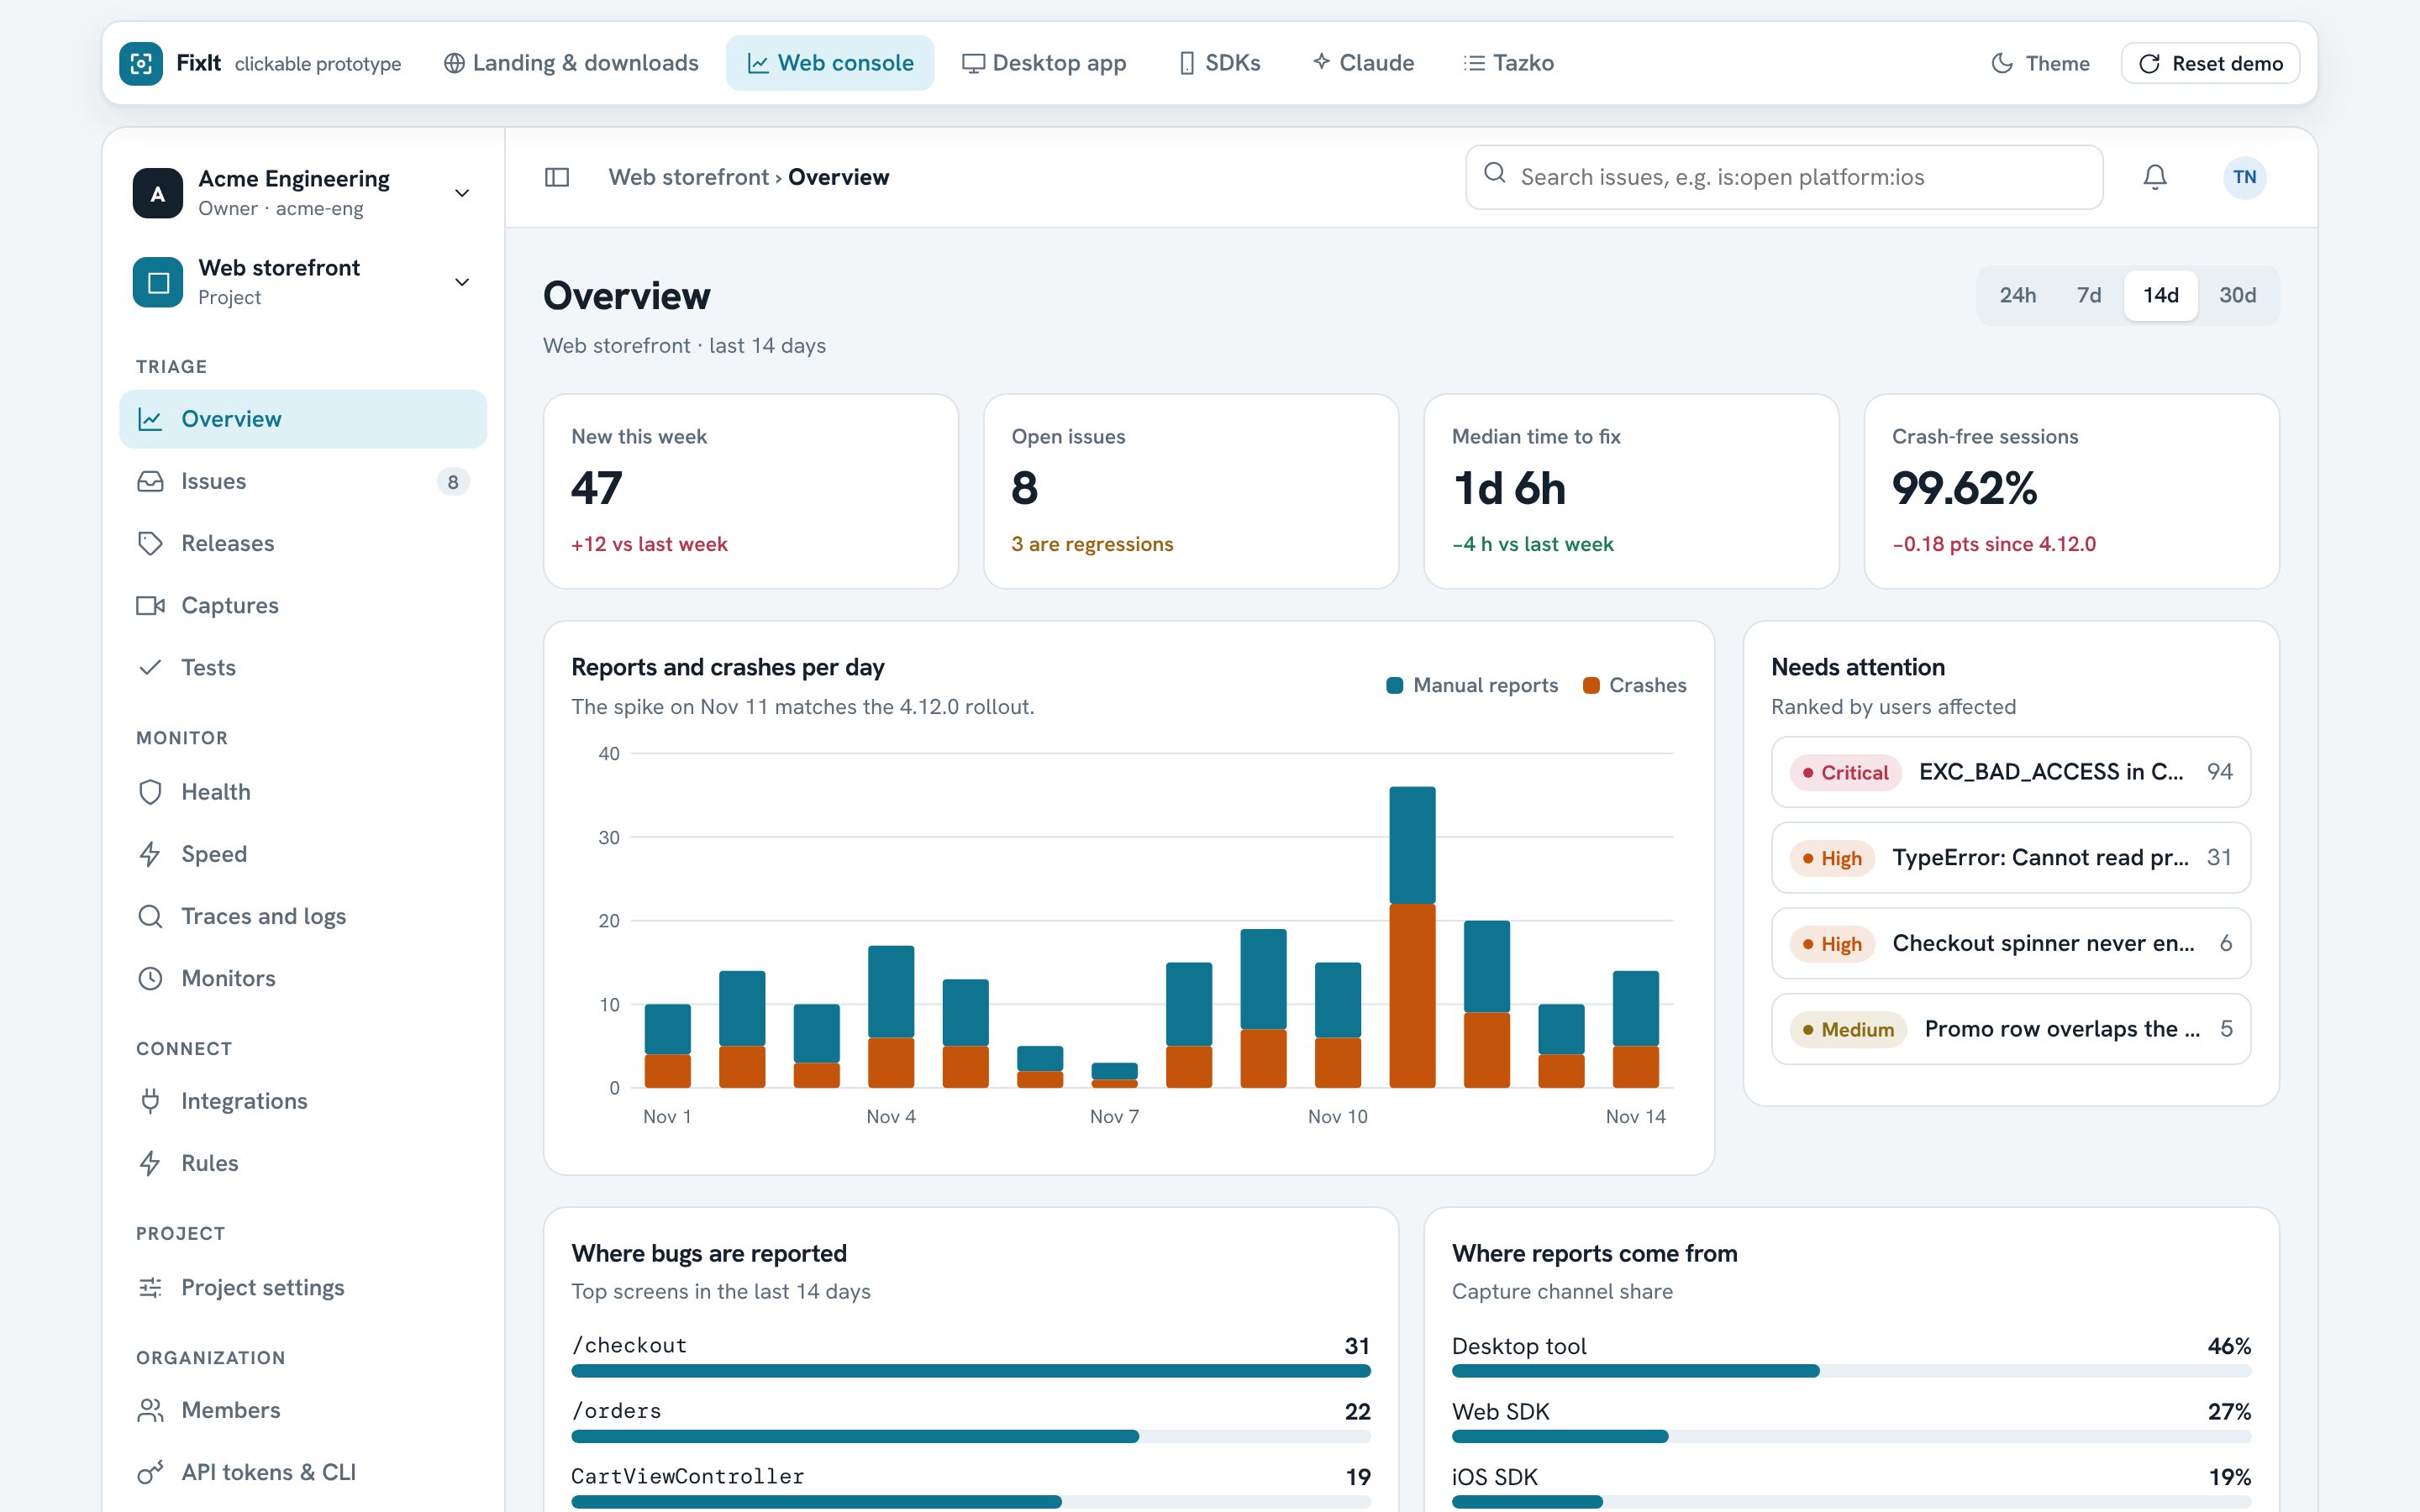 FixIt clickable prototype
Landing & downloads
Web console
Desktop app
SDKs
Claude
Tazko
Theme
Reset demo
A
Acme Engineering
Owner · acme-eng
Web storefront
Project
TRIAGE
Overview
Issues 8
Releases
Captures
Tests
MONITOR
Health
Speed
Traces and logs
Monitors
CONNECT
Integrations
Rules
PROJECT
Project settings
ORGANIZATION
Members
API tokens & CLI
Web storefront › Overview
Search issues, e.g. is:open platform:ios
TN
Overview
Web storefront · last 14 days
24h 7d 14d 30d
New this week
47
+12 vs last week
Open issues
8
3 are regressions
Median time to fix
1d 6h
−4 h vs last week
Crash-free sessions
99.62%
−0.18 pts since 4.12.0
Reports and crashes per day
The spike on Nov 11 matches the 4.12.0 rollout.
Manual reports Crashes
40
30
20
10
0
Nov 1 Nov 4 Nov 7 Nov 10 Nov 14
Needs attention
Ranked by users affected
Critical EXC_BAD_ACCESS in C... 94
High TypeError: Cannot read pr... 31
High Checkout spinner never en... 6
Medium Promo row overlaps the ... 5
Where bugs are reported
Top screens in the last 14 days
/checkout 31
/orders 22
CartViewController 19
Where reports come from
Capture channel share
Desktop tool 46%
Web SDK 27%
iOS SDK 19%